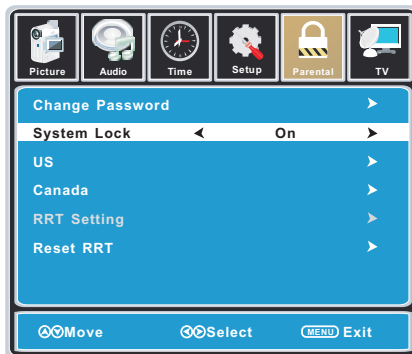 Picture Audio Time Setup Parental TV
Change Password
System Lock On
US
Canada
RRT Setting
Reset RRT
Move Select MENU Exit